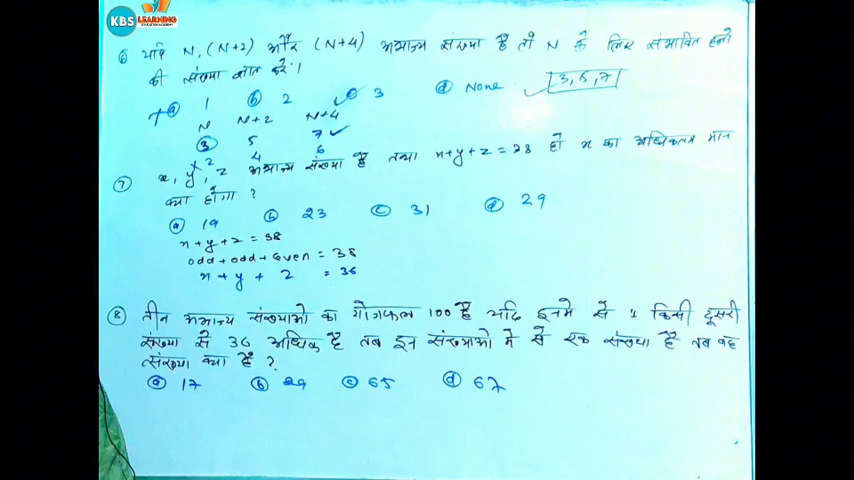 KBS LEARNING
6 यदि N, (N+2) और (N+4) अभाज्य संख्या है तो N के लिए संभावित हलो
की संख्या ज्ञात करें।
a 1 b 2 c 3 d None 3, 5, 7
N N+2 N+4
3 5 7
2 4 6
7 x, y, z अभाज्य संख्या है तथा x+y+z=38 हो x का अधिकतम मान
क्या होगा ?
a 19 b 23 c 31 d 29
x+y+z = 38
odd + odd + even = 38
x + y + 2 = 36
8 तीन अभाज्य संख्याओ का योगफल 100 है यदि इनमे से 1 किसी दूसरी
संख्या से 36 अधिक है तब इन संख्याओ मे से एक संख्या है तब वह
संख्या क्या है ?
a 17 b 29 c 65 d 67